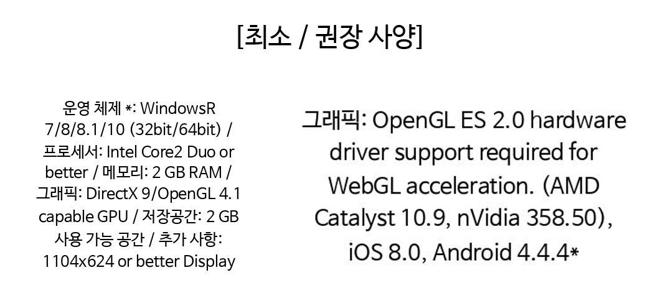 [최소 / 권장 사양]
운영 체제 *: WindowsR
7/8/8.1/10 (32bit/64bit) /
프로세서: Intel Core2 Duo or
better / 메모리: 2 GB RAM /
그래픽: DirectX 9/OpenGL 4.1
capable GPU / 저장공간: 2 GB
사용 가능 공간 / 추가 사항:
1104x624 or better Display
그래픽: OpenGL ES 2.0 hardware
driver support required for
WebGL acceleration. (AMD
Catalyst 10.9, nVidia 358.50),
iOS 8.0, Android 4.4.4*